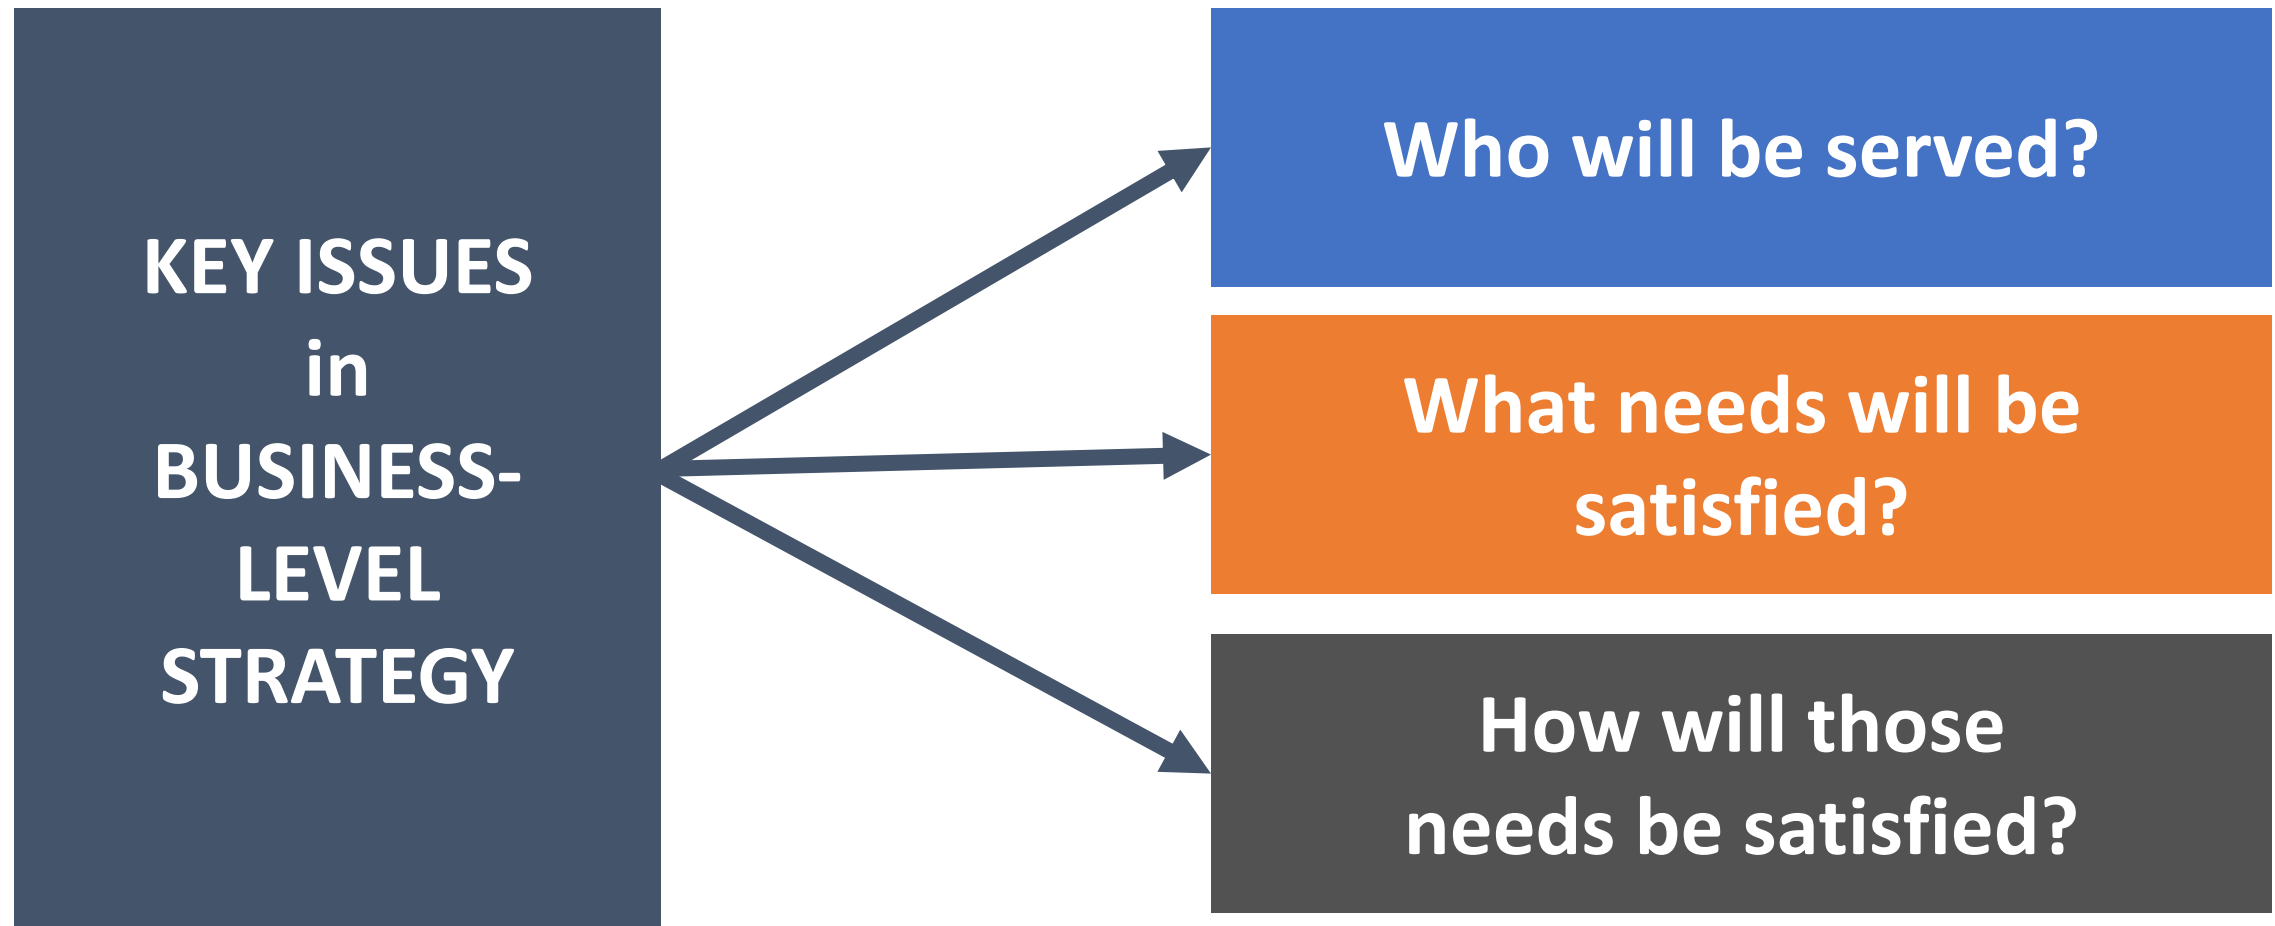 KEY ISSUES
in
BUSINESS-
LEVEL
STRATEGY
Who will be served?
What needs will be
satisfied?
How will those
needs be satisfied?